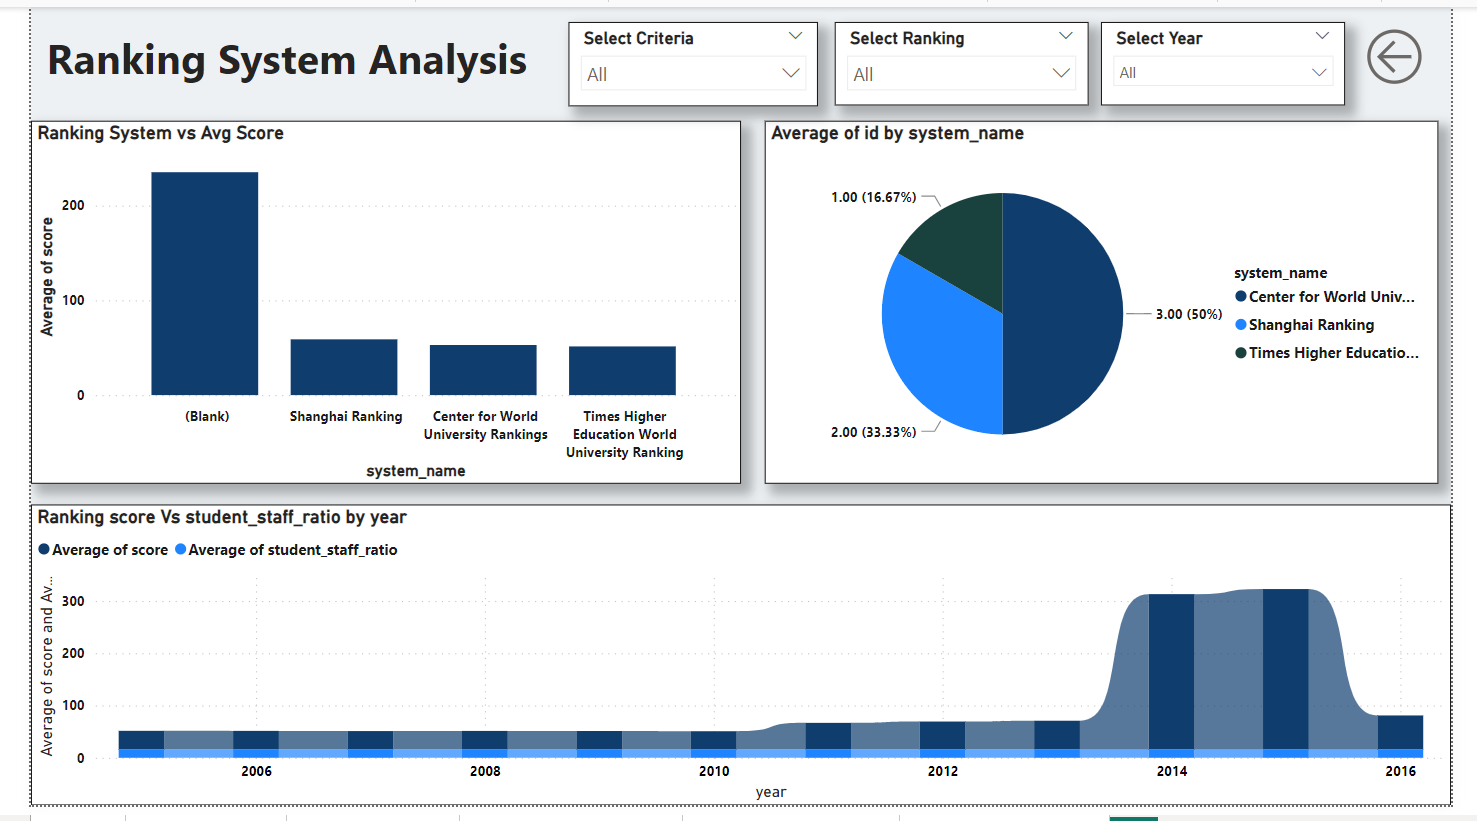 Ranking System Analysis
Select Criteria
All
Select Ranking
All
Select Year
All
Ranking System vs Avg Score
Average of score
200
100
0
(Blank)
Shanghai Ranking
Center for World
University Rankings
Times Higher
Education World
University Ranking
system_name
Average of id by system_name
1.00 (16.67%)
2.00 (33.33%)
3.00 (50%)
system_name
Center for World Univ...
Shanghai Ranking
Times Higher Educatio...
Ranking score Vs student_staff_ratio by year
Average of score
Average of student_staff_ratio
Average of score and Av...
300
200
100
0
2006
2008
2010
2012
2014
2016
year